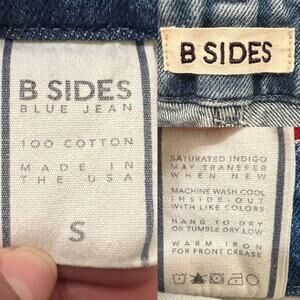 B SIDES
BLUE JEAN
100 COTTON
MADE IN
THE USA
S
B SIDES
SATURATED INDIGO
MAY TRANSFER
WHEN NEW
MACHINE WASH COOL
INSIDE-OUT
WITH LIKE COLORS
HANG TO DRY
OR TUMBLE DRY LOW
WARM IRON
FOR FRONT CREASE